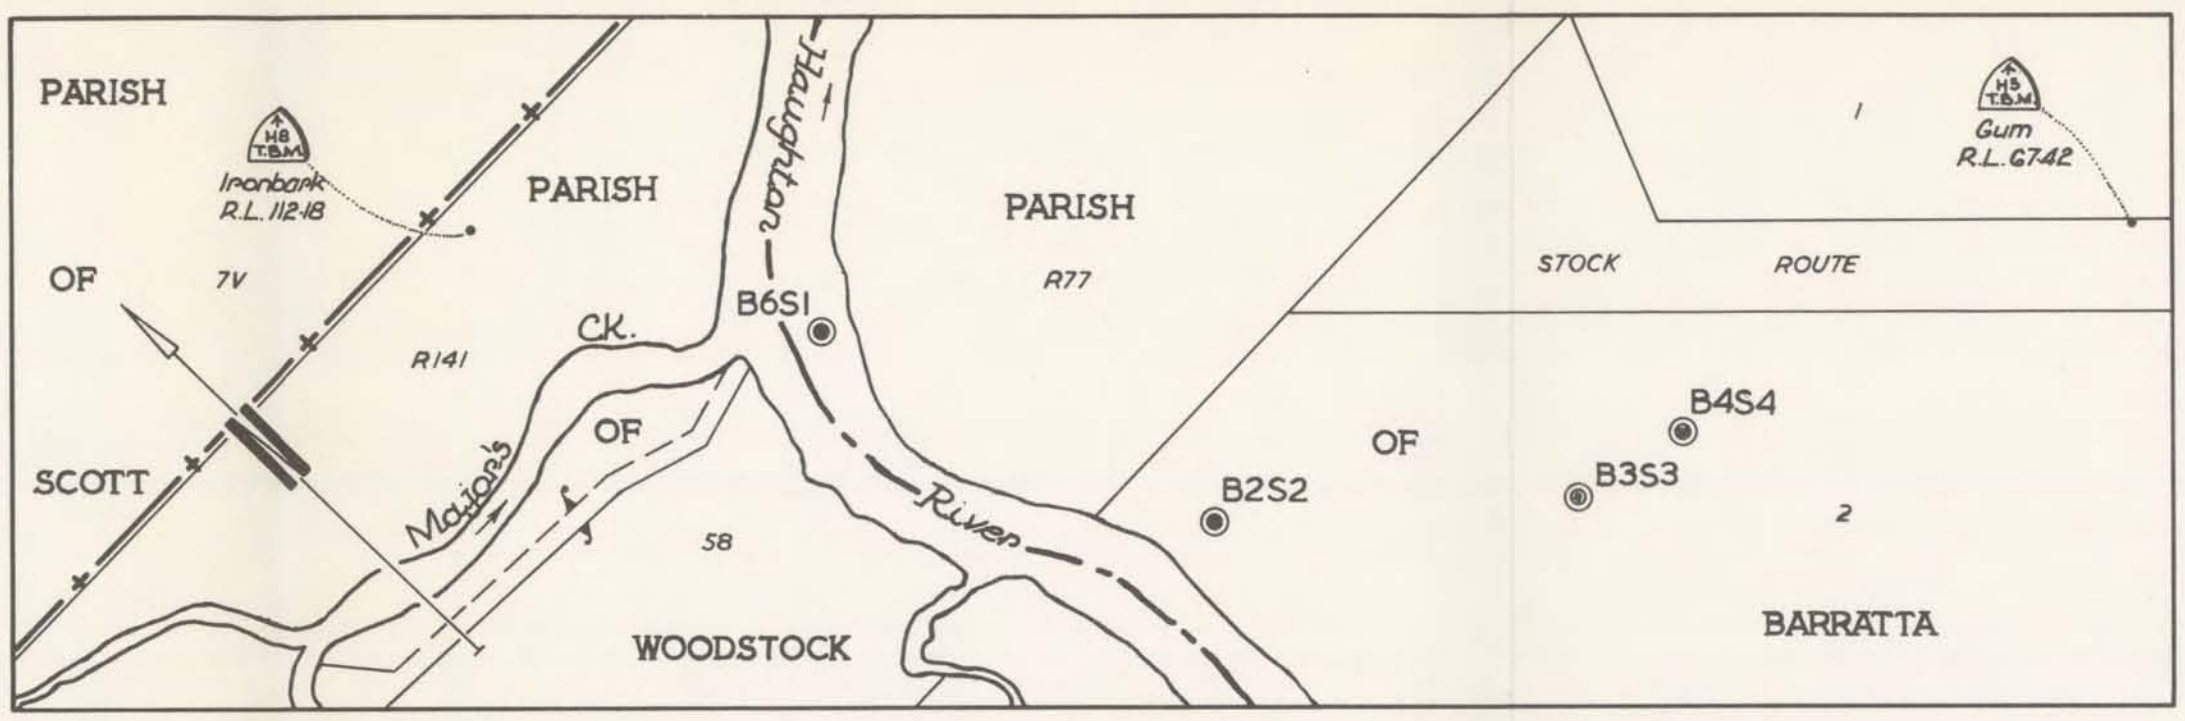 PARISH
OF
SCOTT
7V
H8
T.B.M.
Ironbark
R.L. 112·18
PARISH
OF
WOODSTOCK
R141
Major's
CK.
58
Haughton
River
B6S1
PARISH
OF
BARRATTA
R77
B2S2
B3S3
B4S4
STOCK ROUTE
1
2
H5
T.B.M.
Gum
R.L. 67·42